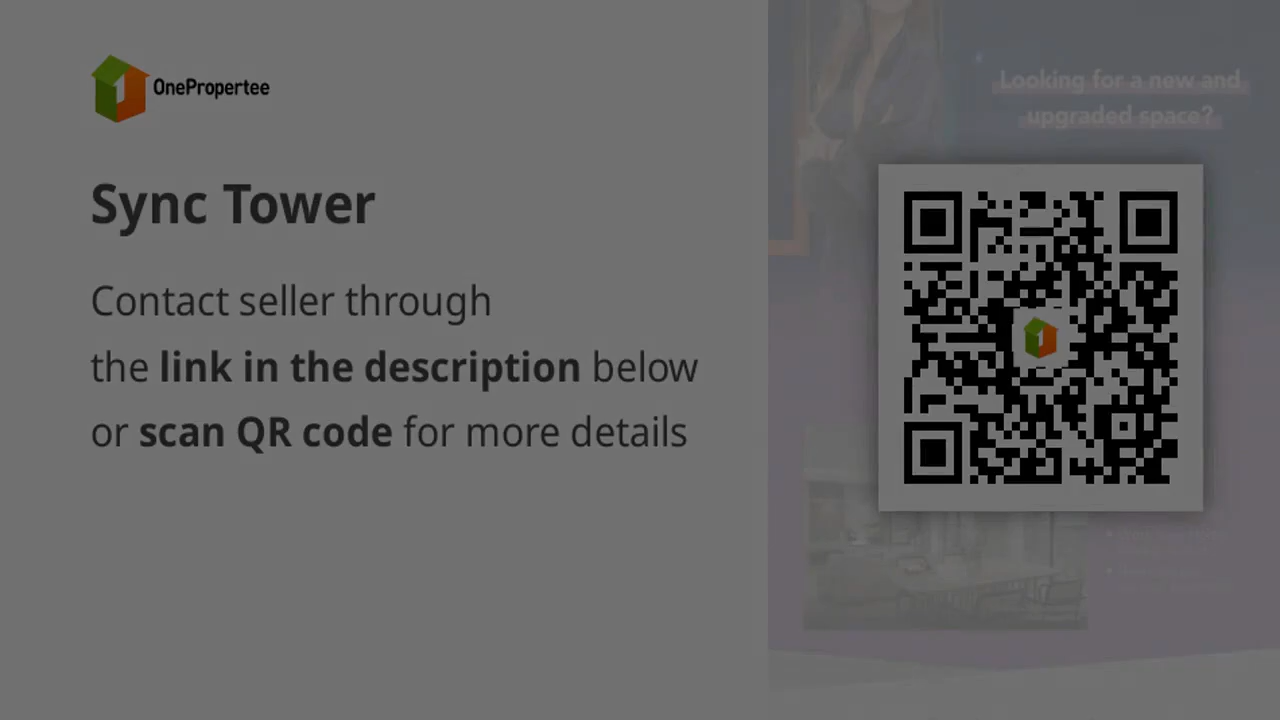 OnePropertee
Sync Tower
Contact seller through
the link in the description below
or scan QR code for more details
Looking for a new and
upgraded space?